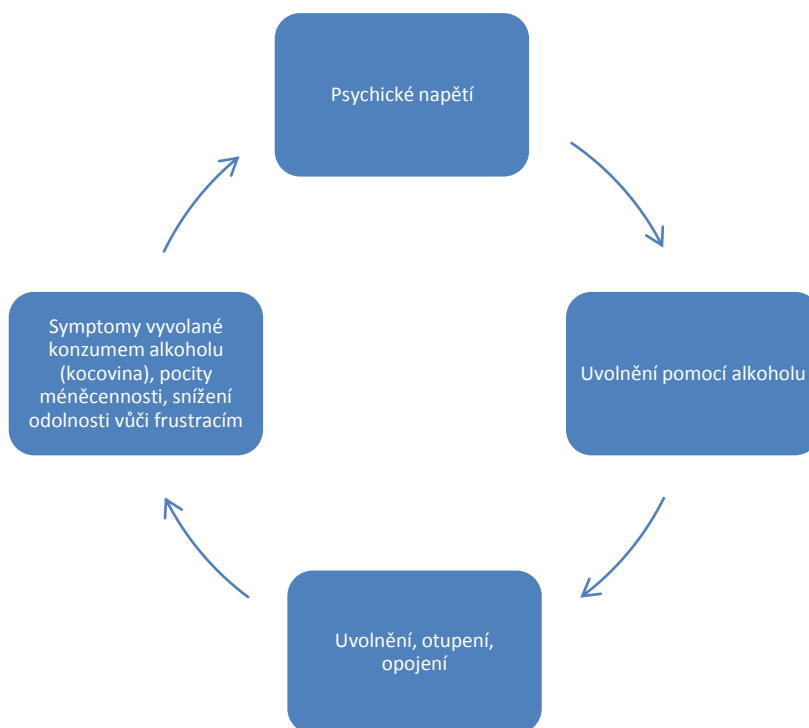 Psychické napětí
Uvolnění pomocí alkoholu
Uvolnění, otupení,
opojení
Symptomy vyvolané
konzumem alkoholu
(kocovina), pocity
méněcennosti, snížení
odolnosti vůči frustracím